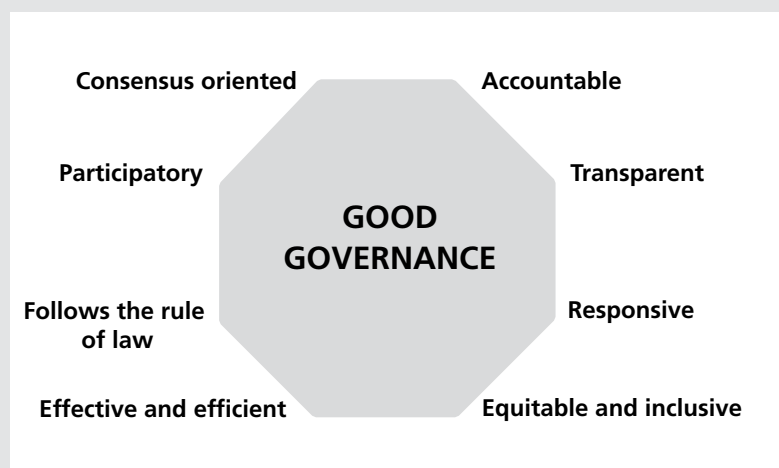 Consensus oriented
Accountable
Participatory
Transparent
GOOD
GOVERNANCE
Follows the rule
of law
Responsive
Effective and efficient
Equitable and inclusive